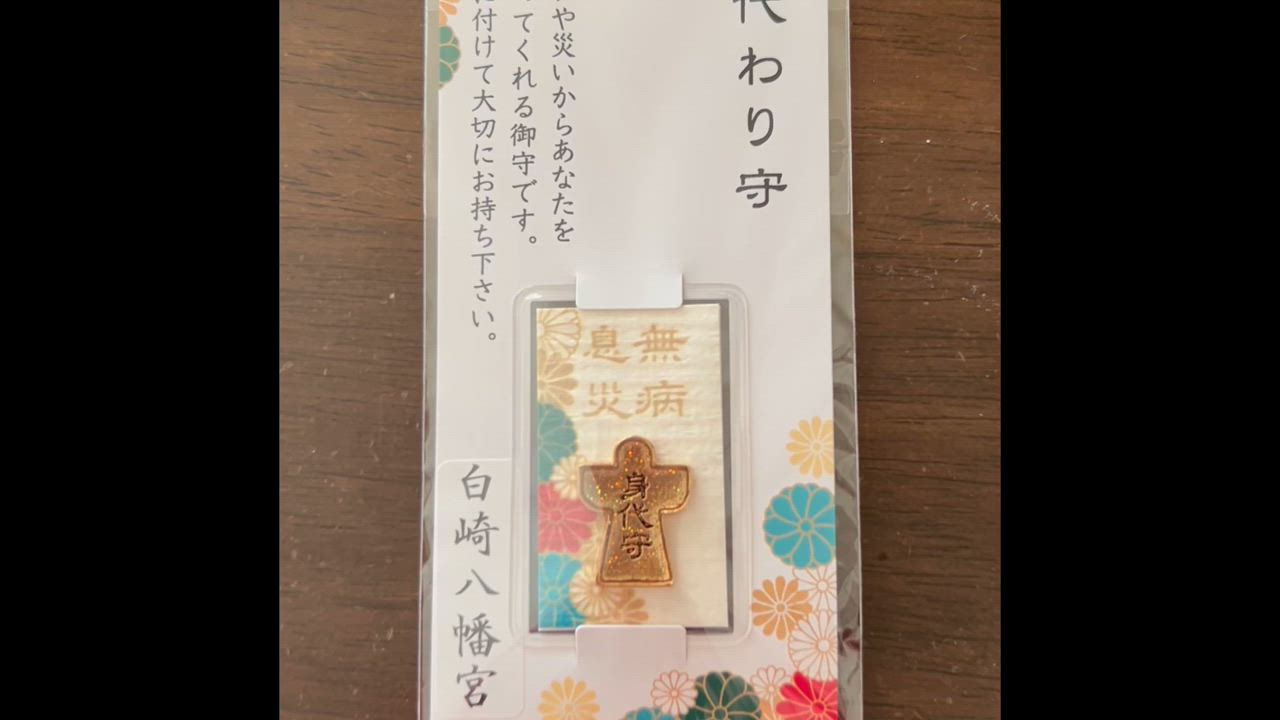 代わり守
や災いからあなたを
てくれる御守です。
付けて大切にお持ち下さい。
無病
息災
身代守
白崎八幡宮